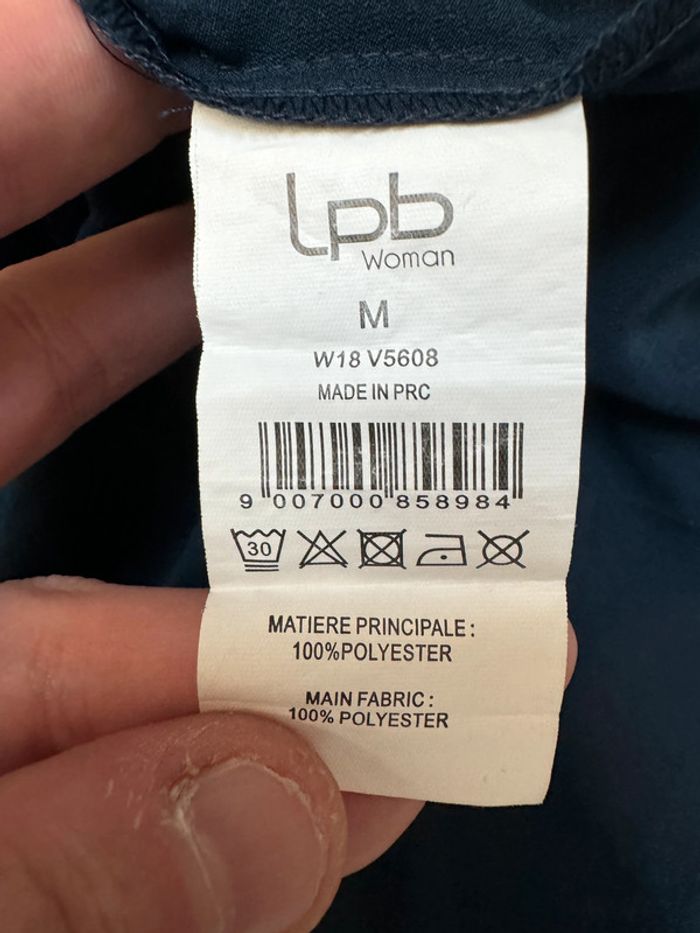 lpb
Woman
M
W18 V5608
MADE IN PRC
9 007000 858984
30
MATIERE PRINCIPALE :
100%POLYESTER
MAIN FABRIC :
100% POLYESTER